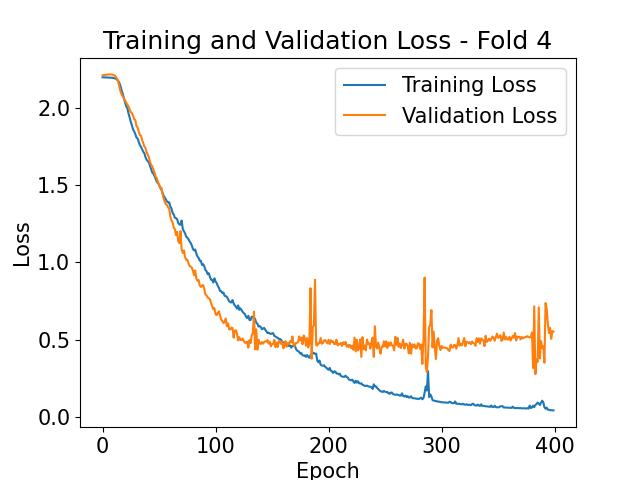 Training and Validation Loss - Fold 4
Training Loss
Validation Loss
Loss
2.0
1.5
1.0
0.5
0.0
0 100 200 300 400
Epoch